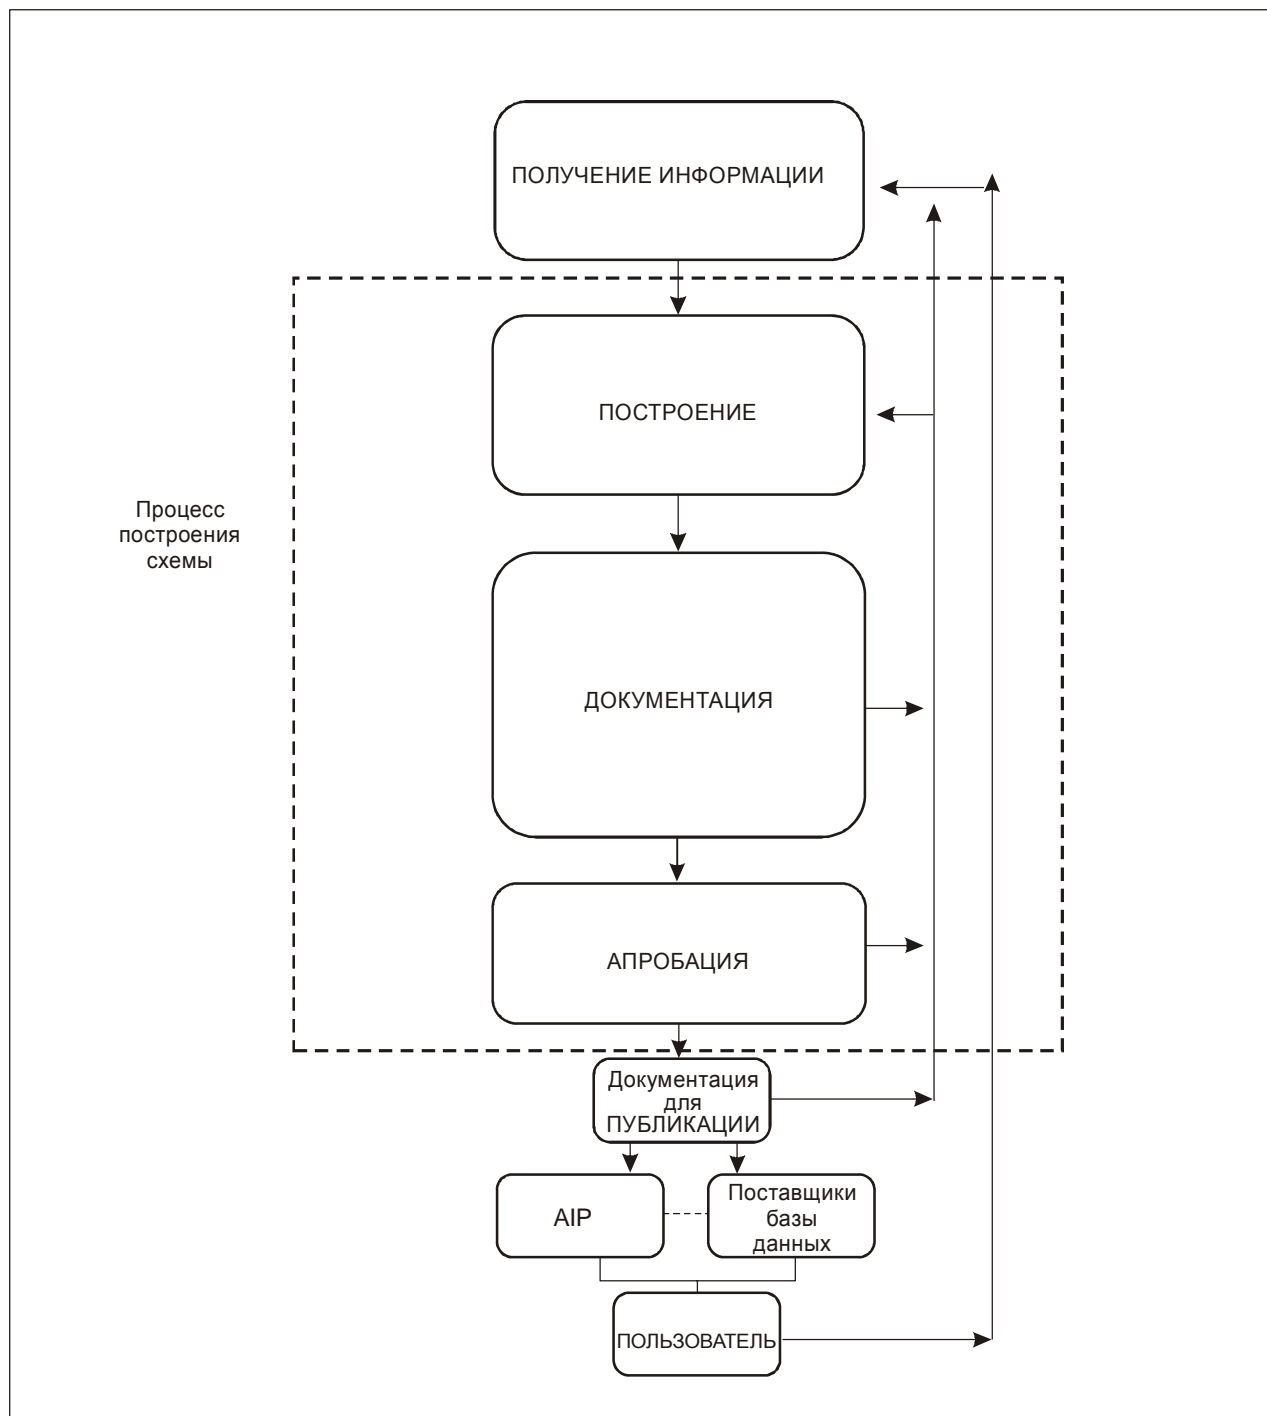 ПОЛУЧЕНИЕ ИНФОРМАЦИИ
ПОСТРОЕНИЕ
Процесс
построения
схемы
ДОКУМЕНТАЦИЯ
АПРОБАЦИЯ
Документация
для
ПУБЛИКАЦИИ
AIP
Поставщики
базы
данных
ПОЛЬЗОВАТЕЛЬ